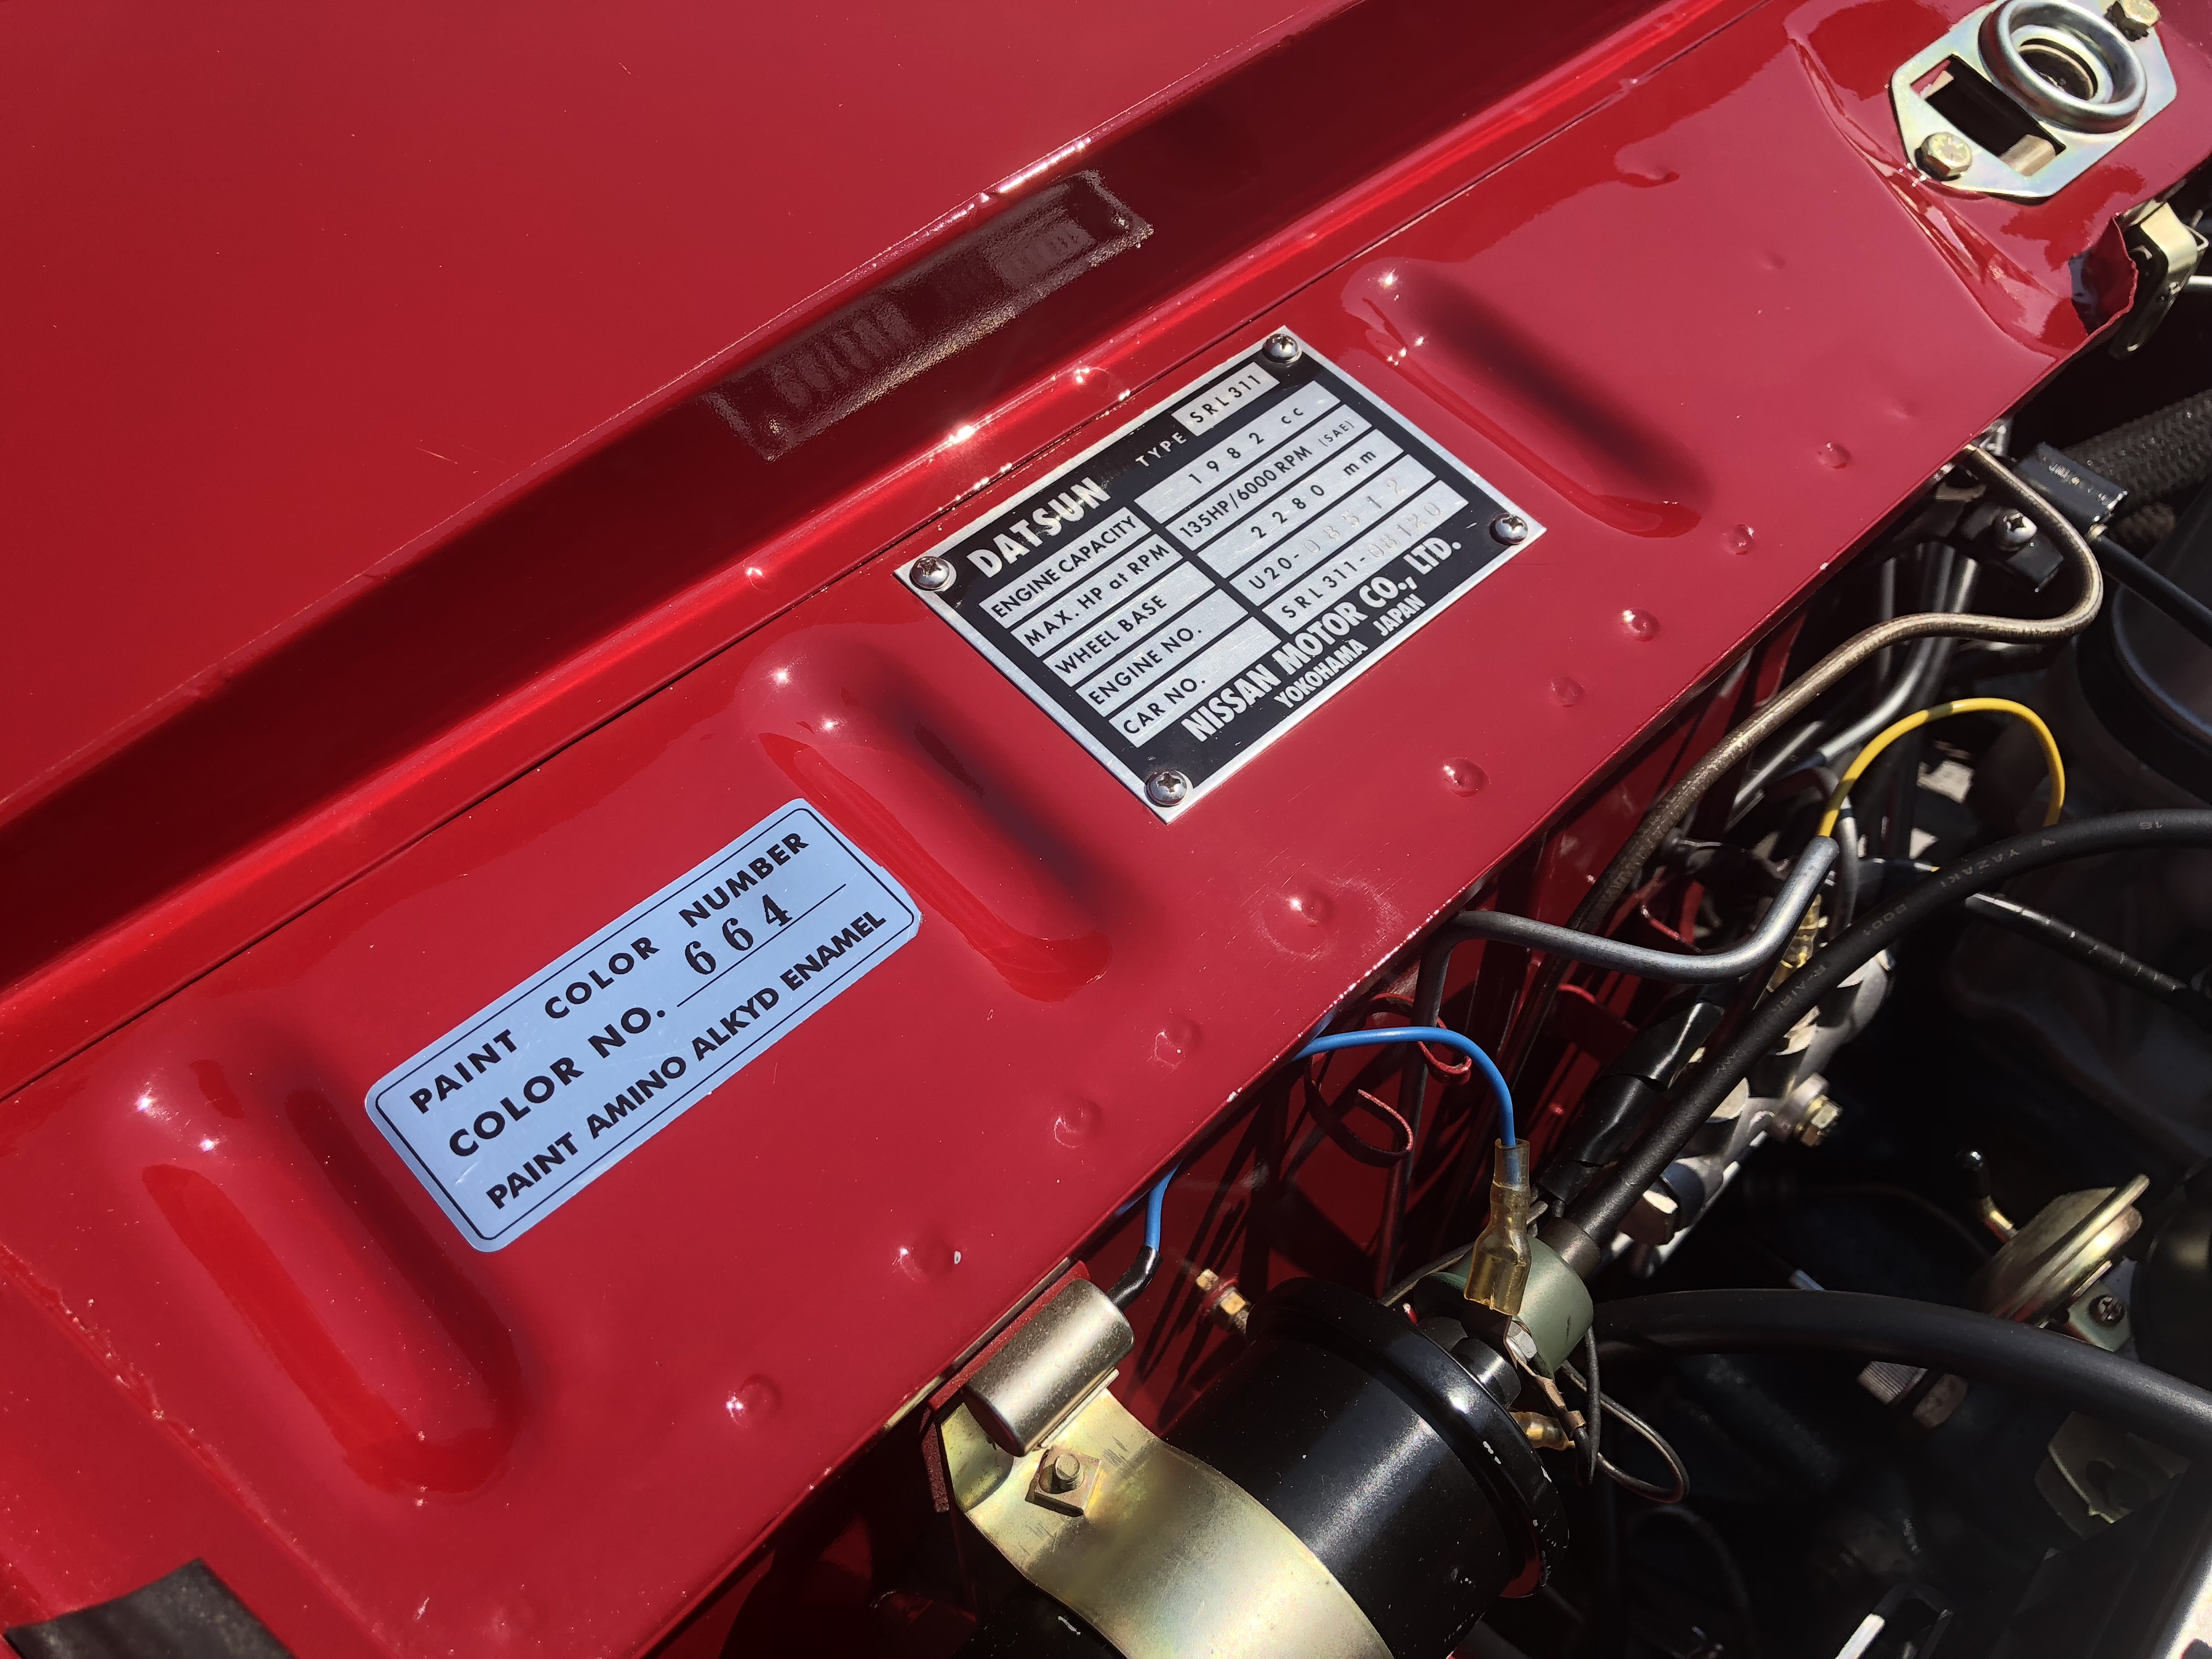 DATSUN TYPE SRL311
ENGINE CAPACITY 1982 cc
MAX. HP at RPM 135HP/6000RPM (SAE)
WHEEL BASE 2280 mm
ENGINE NO. U20-
CAR NO. SRL311-
NISSAN MOTOR CO., LTD.
YOKOHAMA JAPAN
PAINT COLOR NUMBER
COLOR NO. 664
PAINT AMINO ALKYD ENAMEL
YAZAKI